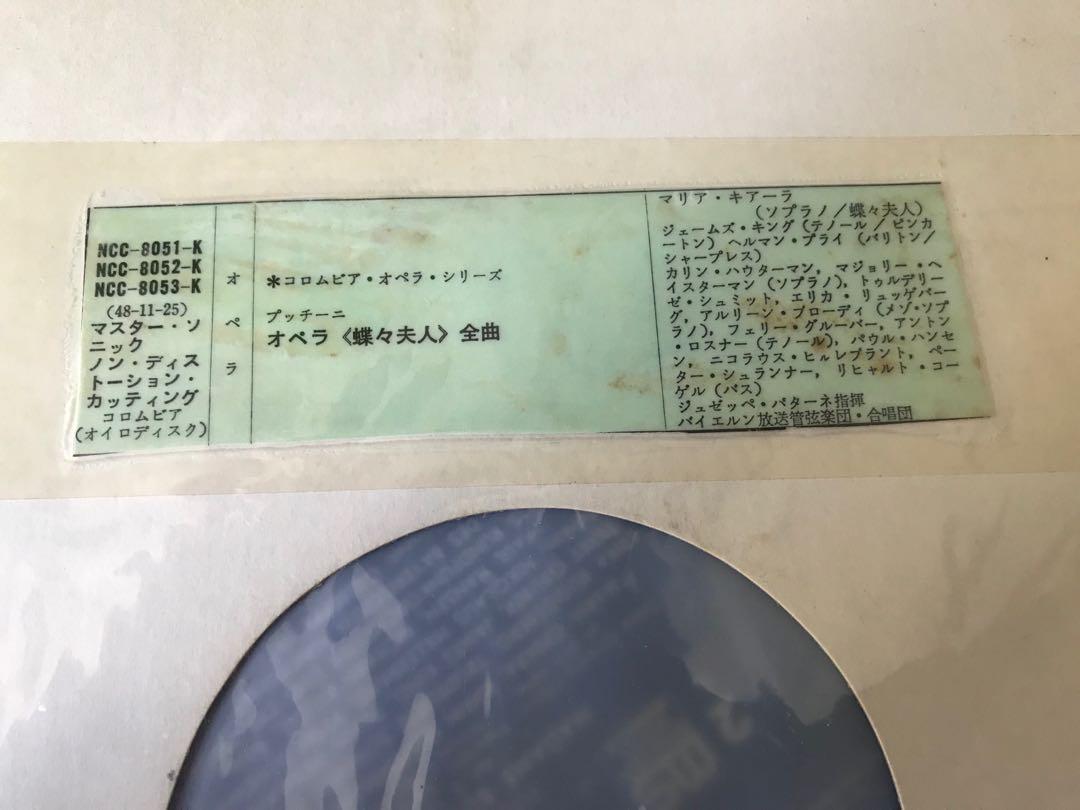 NCC-8051-K
NCC-8052-K
NCC-8053-K
(48-11-25)
マスター・ソ
ニック
ノン・ディス
トーション・
カッティング
コロムビア
(オイロディスク)
オペラ
*コロムビア・オペラ・シリーズ
プッチーニ
オペラ《蝶々夫人》全曲
マリア・キアーラ
(ソプラノ/蝶々夫人)
ジェームズ・キング(テノール/ピンカ
ートン)ヘルマン・プライ(バリトン/
シャープレス)
カリン・ハウターマン,マジョリー・ヘ
イスターマン(ソプラノ),トゥルデリー
ゼ・シュミット,エリカ・リュッゲバー
グ,アルリーン・ブローディ(メゾ・ソプ
ラノ),フェリー・グルーバー,アントン
・ロスナー(テノール),パウル・ハンセ
ン,ニコラウス・ヒルレブラント,ペー
ター・シュランナー,リヒャルト・コー
ゲル(バス)
ジュゼッペ・パターネ指揮
バイエルン放送管弦楽団・合唱団